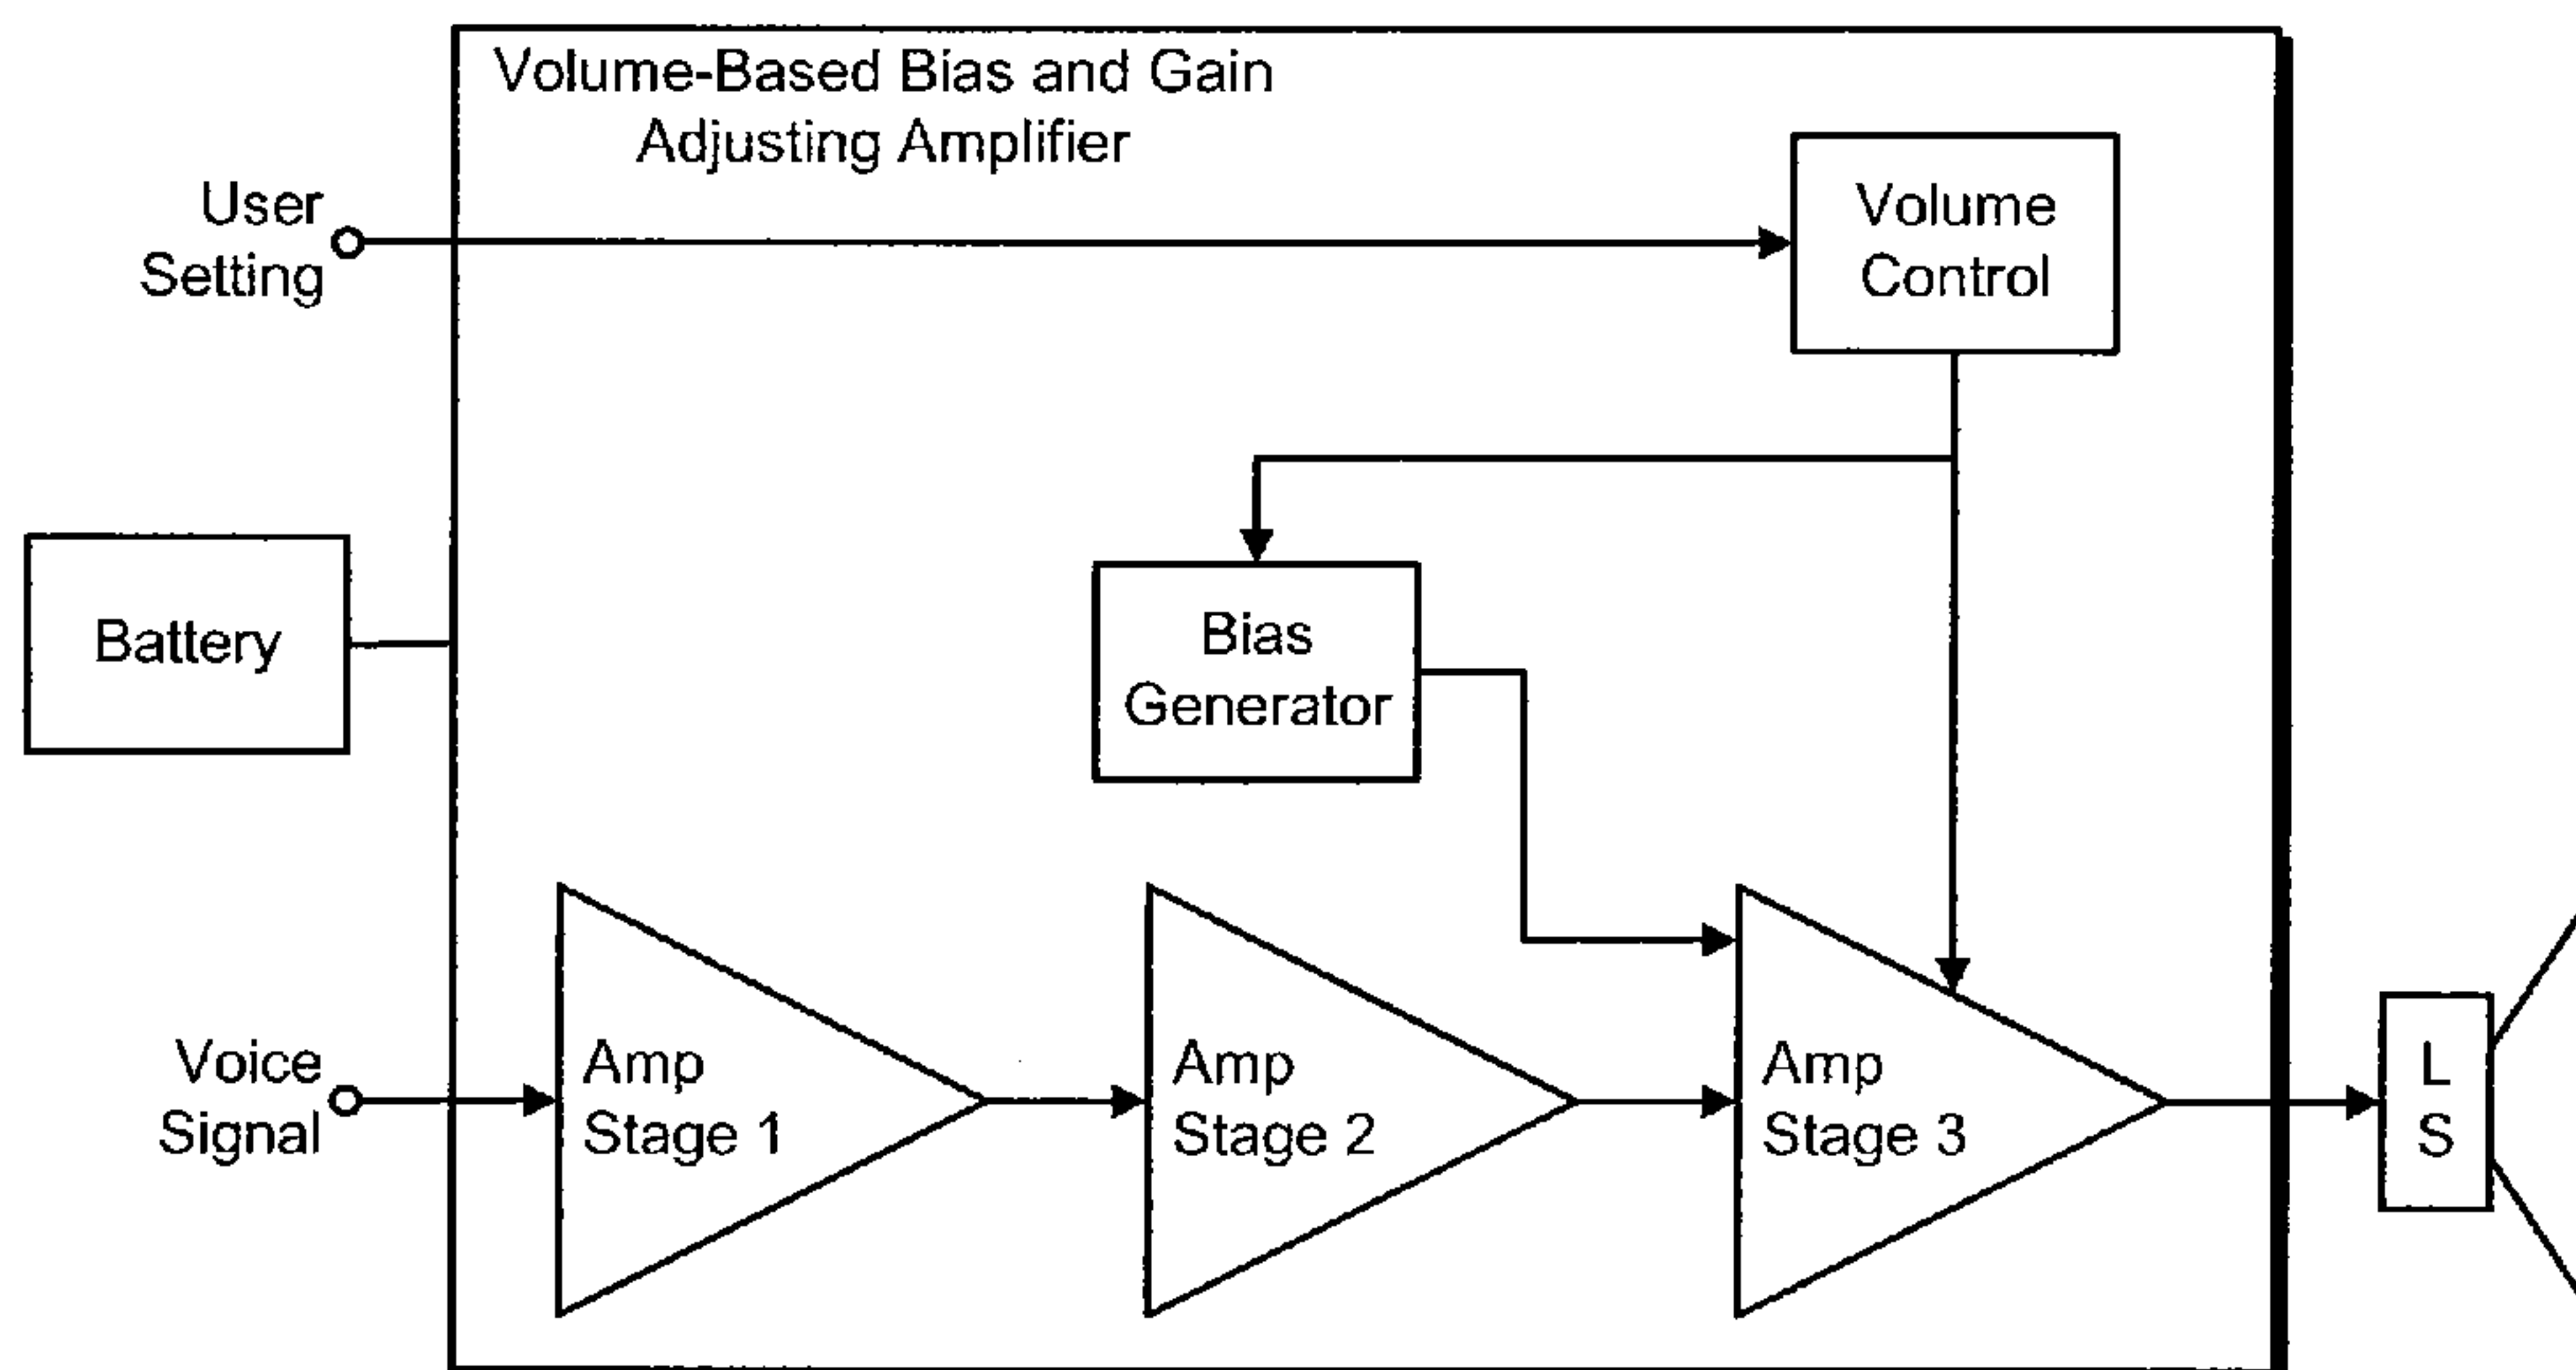 Volume-Based Bias and Gain
Adjusting Amplifier
User
Setting
Volume
Control
Battery
Bias
Generator
Voice
Signal
Amp
Stage 1
Amp
Stage 2
Amp
Stage 3
L
S